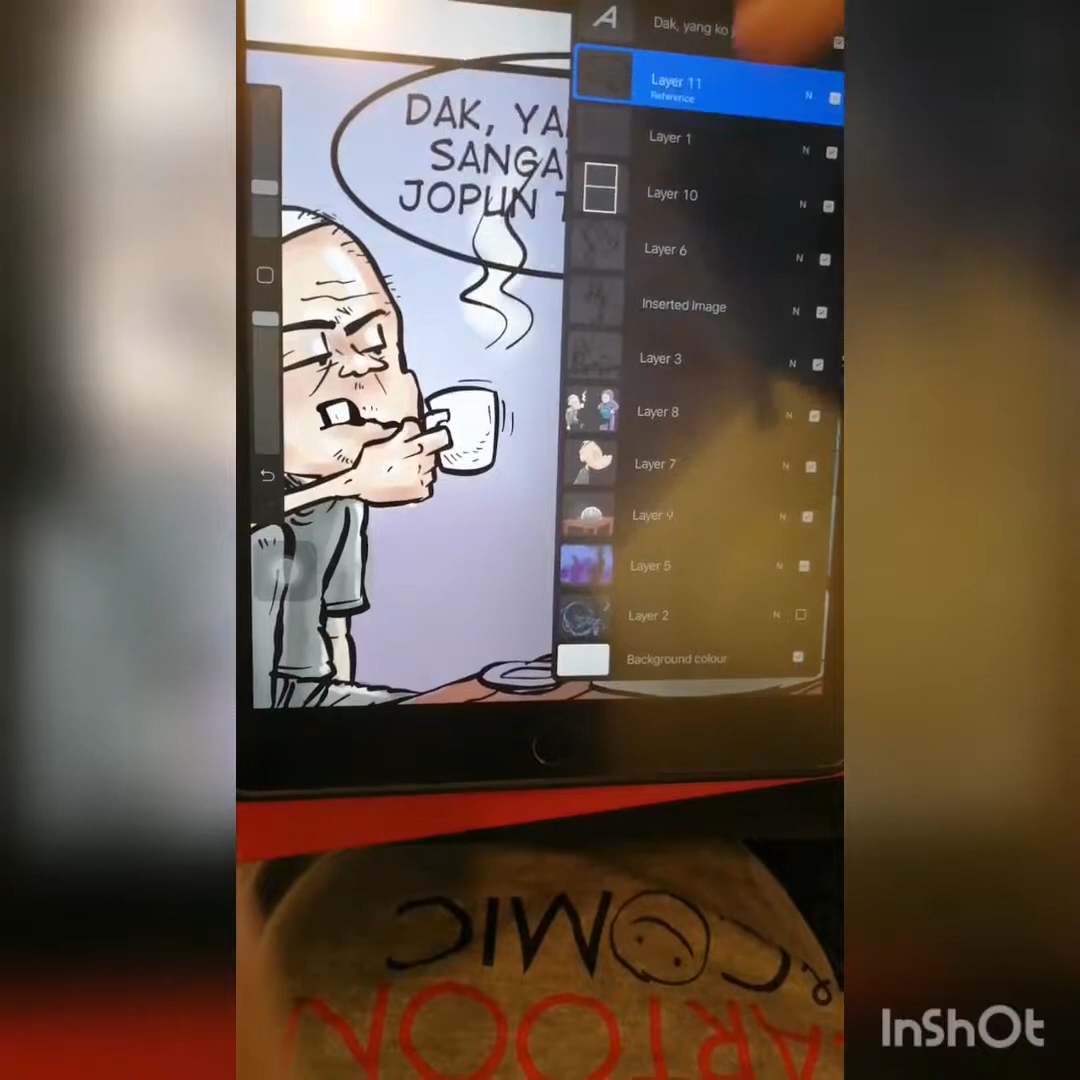 DAK, YA
SANGA
JOPUN T
Dak, yang ko j
Layer 11
Reference
N
Layer 1
N
Layer 10
N
Layer 6
N
Inserted Image
N
Layer 3
N
Layer 8
N
Layer 7
N
Layer 9
N
Layer 5
N
Layer 2
N
Background colour
& COMIC
CARTOON
InShOt